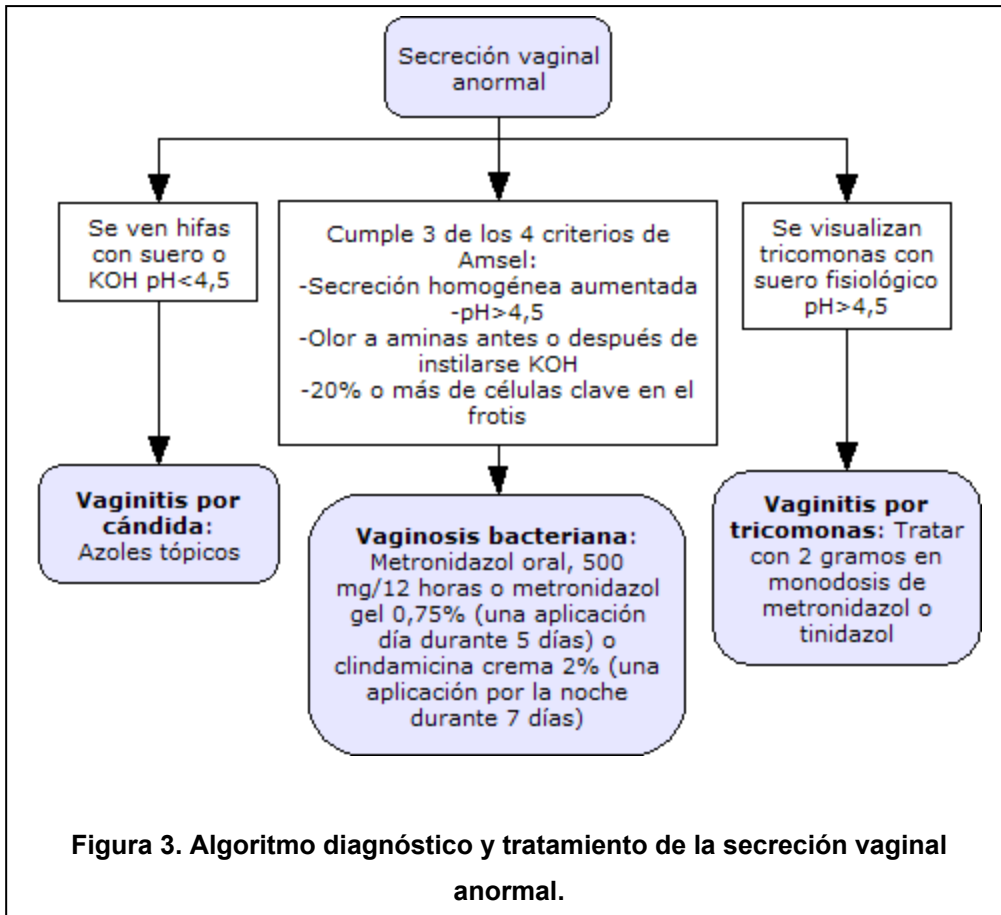 Secreción vaginal
anormal
Se ven hifas
con suero o
KOH pH<4,5
Cumple 3 de los 4 criterios de
Amsel:
-Secreción homogénea aumentada
-pH>4,5
-Olor a aminas antes o después de
instilarse KOH
-20% o más de células clave en el
frotis
Se visualizan
tricomonas con
suero fisiológico
pH>4,5
Vaginitis por
cándida:
Azoles tópicos
Vaginosis bacteriana:
Metronidazol oral, 500
mg/12 horas o metronidazol
gel 0,75% (una aplicación
día durante 5 días) o
clindamicina crema 2% (una
aplicación por la noche
durante 7 días)
Vaginitis por
tricomonas: Tratar
con 2 gramos en
monodosis de
metronidazol o
tinidazol
Figura 3. Algoritmo diagnóstico y tratamiento de la secreción vaginal
anormal.